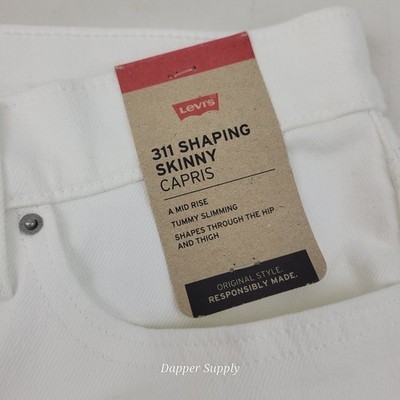 Levi's
311 SHAPING
SKINNY
CAPRIS
A MID RISE
TUMMY SLIMMING
SHAPES THROUGH THE HIP
AND THIGH
ORIGINAL STYLE.
RESPONSIBLY MADE.
Dapper Supply